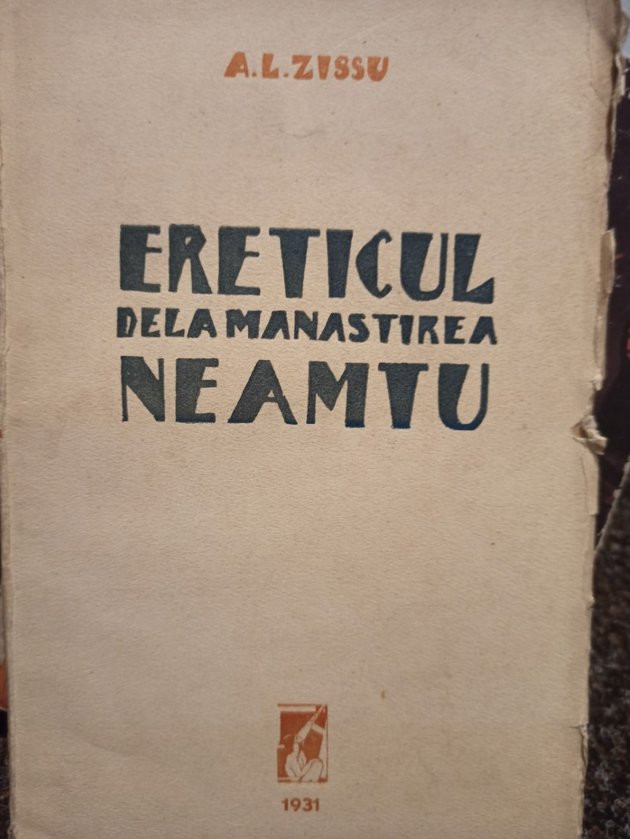 A.L.ZISSU
ERETICUL
DELA MANASTIREA
NEAMTU
1931